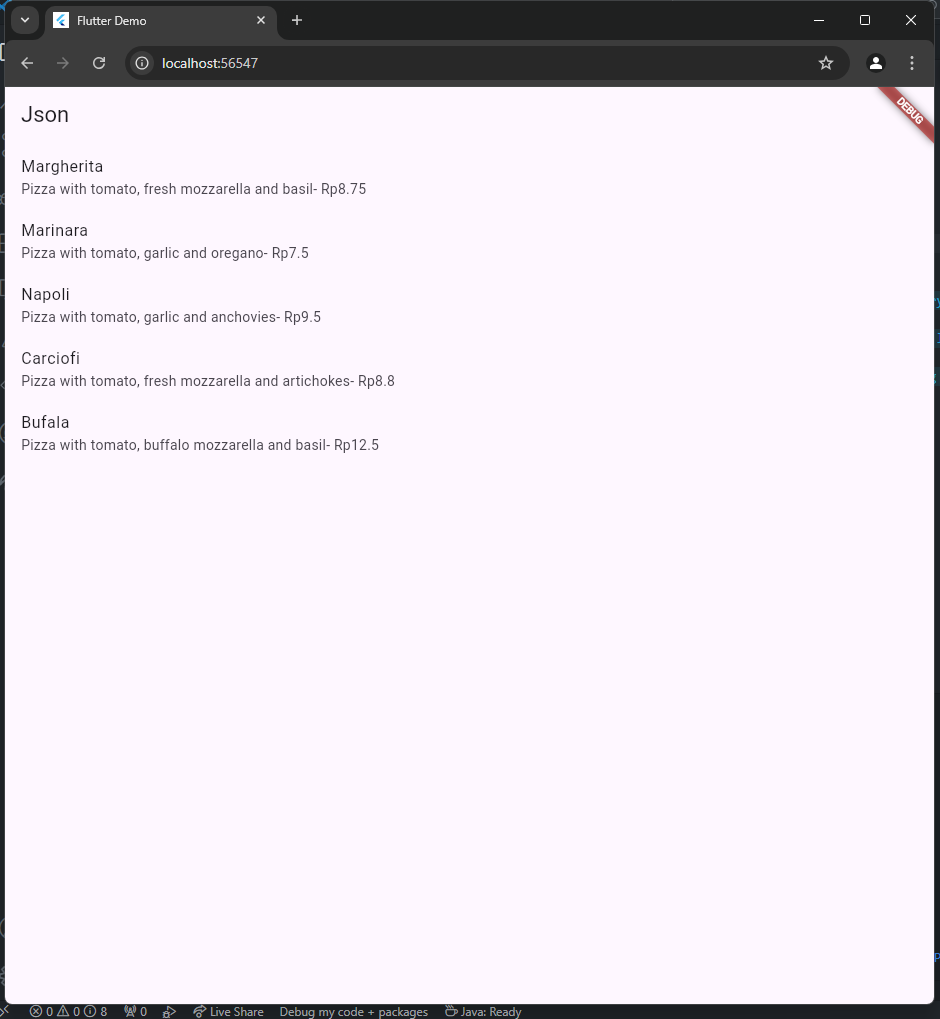 Flutter Demo
localhost:56547
DEBUG
Json
Margherita
Pizza with tomato, fresh mozzarella and basil- Rp8.75
Marinara
Pizza with tomato, garlic and oregano- Rp7.5
Napoli
Pizza with tomato, garlic and anchovies- Rp9.5
Carciofi
Pizza with tomato, fresh mozzarella and artichokes- Rp8.8
Bufala
Pizza with tomato, buffalo mozzarella and basil- Rp12.5
0 0 8 0 Live Share Debug my code + packages Java: Ready